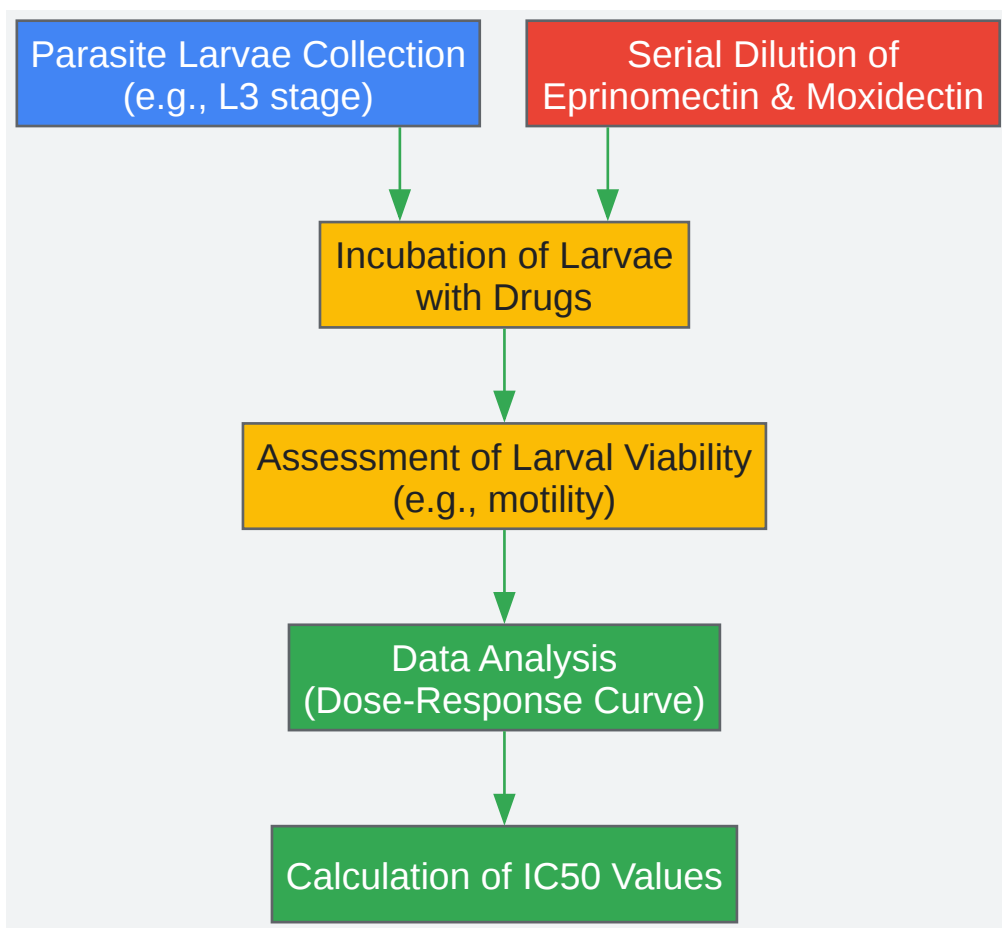 Parasite Larvae Collection
(e.g., L3 stage)
Serial Dilution of
Eprinomectin & Moxidectin
Incubation of Larvae
with Drugs
Assessment of Larval Viability
(e.g., motility)
Data Analysis
(Dose-Response Curve)
Calculation of IC50 Values